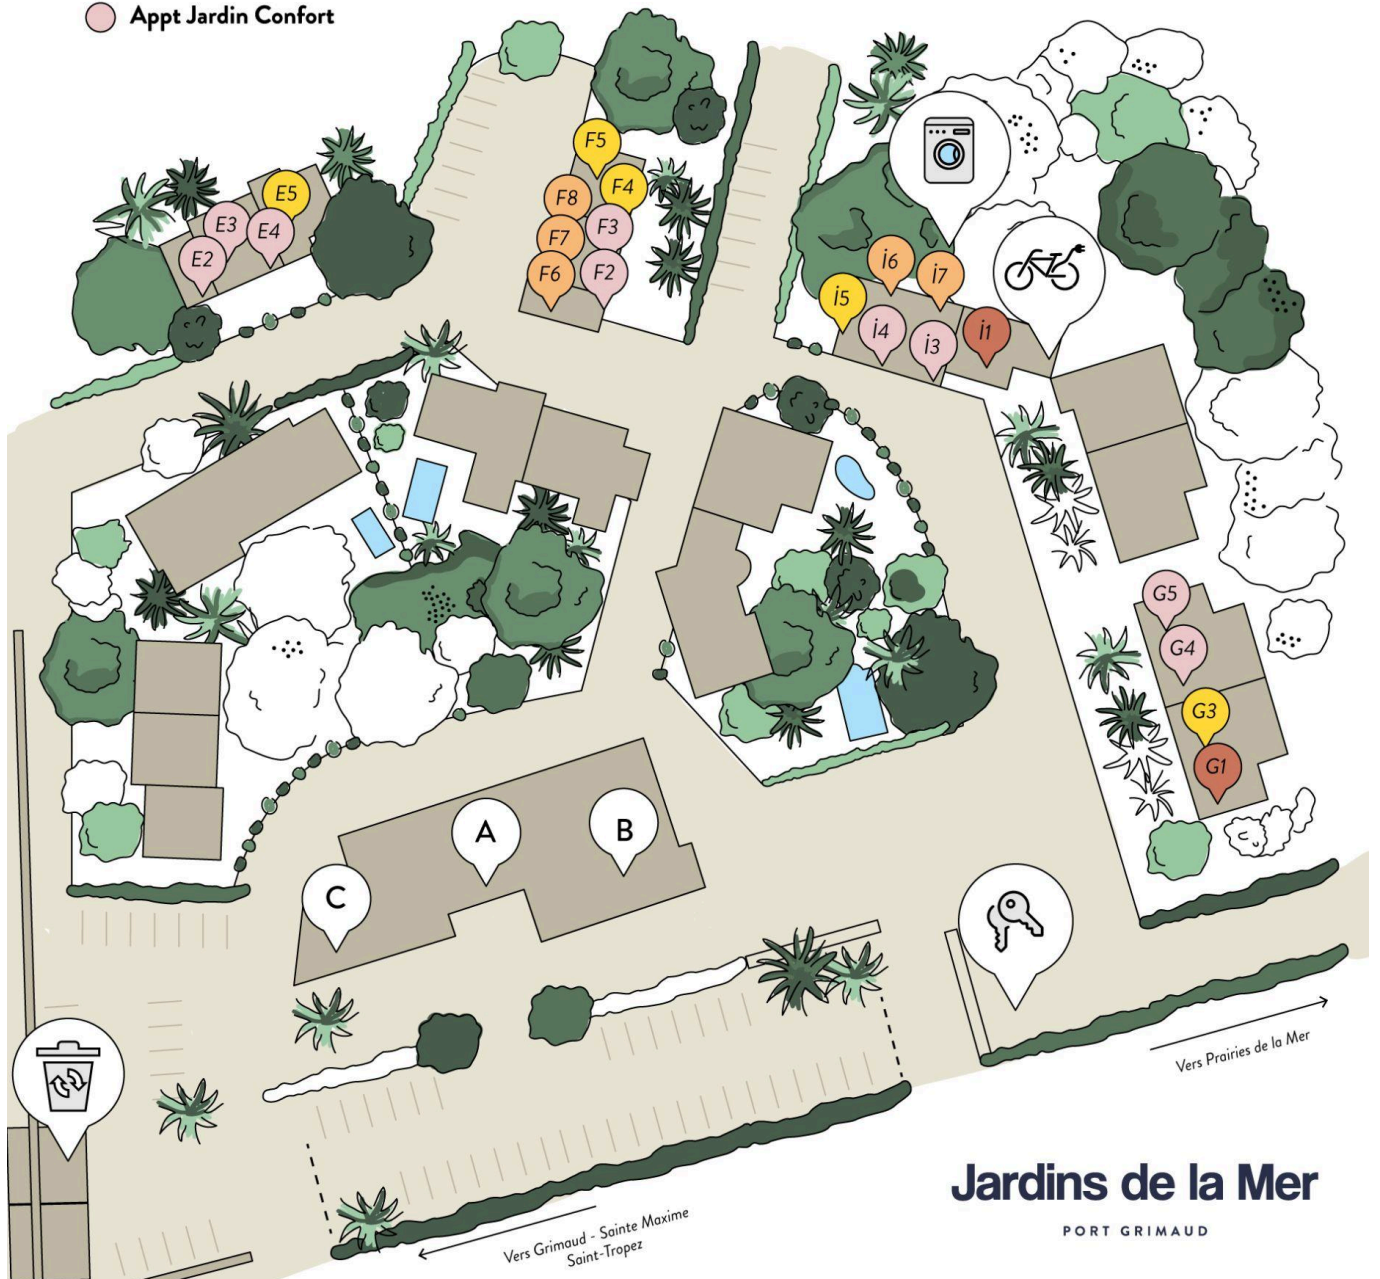 Appt Jardin Confort
F5
E5
F8
F4
E3
E4
F3
E2
F7
F6
F2
i6
i7
i5
i4
i3
i1
G5
G4
G3
G1
A
B
C
Vers Prairies de la Mer
Jardins de la Mer
PORT GRIMAUD
Vers Grimaud - Sainte Maxime
Saint-Tropez